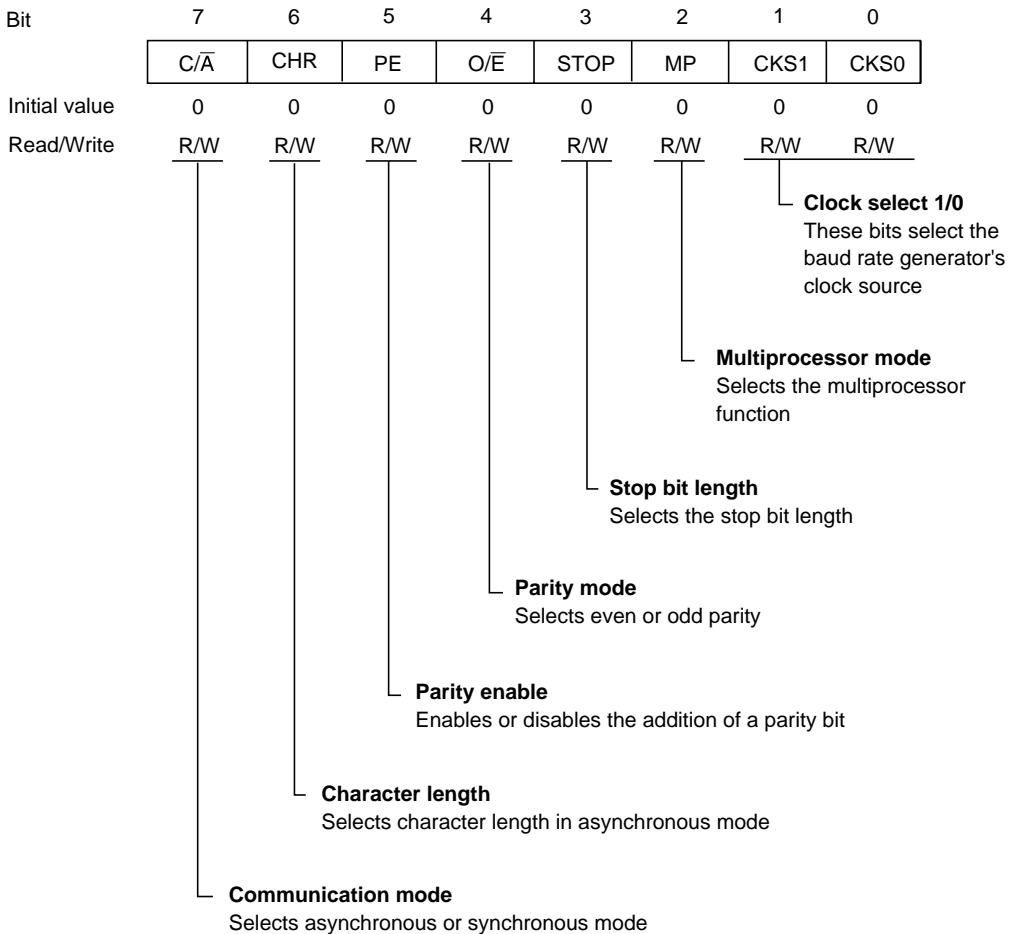 Bit 7 6 5 4 3 2 1 0
C/A̅ CHR PE O/E̅ STOP MP CKS1 CKS0
Initial value 0 0 0 0 0 0 0 0
Read/Write R/W R/W R/W R/W R/W R/W R/W R/W
Clock select 1/0
These bits select the
baud rate generator's
clock source
Multiprocessor mode
Selects the multiprocessor
function
Stop bit length
Selects the stop bit length
Parity mode
Selects even or odd parity
Parity enable
Enables or disables the addition of a parity bit
Character length
Selects character length in asynchronous mode
Communication mode
Selects asynchronous or synchronous mode